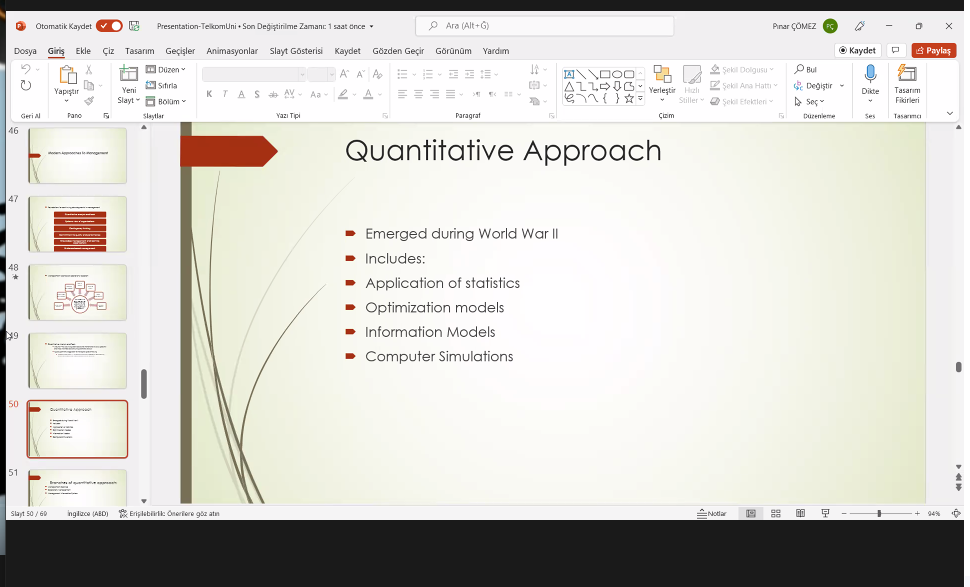 Otomatik Kaydet
Presentation-TelkomUni • Son Değiştirilme Zamanı: 1 saat önce
Ara (Alt+Ğ)
Pınar ÇÖMEZ
PÇ
Dosya Giriş Ekle Çiz Tasarım Geçişler Animasyonlar Slayt Gösterisi Kaydet Gözden Geçir Görünüm Yardım
Kaydet
Paylaş
Yapıştır
Yeni Slayt
Düzen
Sıfırla
Bölüm
K T A S ab AV Aa A
Yerleştir
Hızlı Stiller
Şekil Dolgusu
Şekil Ana Hattı
Şekil Efektleri
Bul
Değiştir
Seç
Dikte
Tasarım Fikirleri
Geri Al
Pano
Slaytlar
Yazı Tipi
Paragraf
Çizim
Düzenleme
Ses
Tasarımcı
46
Modern Approaches to Management
47
48
49
50
Quantitative Approach
51
Branches of quantitative approach
Quantitative Approach
Emerged during World War II
Includes:
Application of statistics
Optimization models
Information Models
Computer Simulations
Slayt 50 / 69
İngilizce (ABD)
Erişilebilirlik: Önerilere göz atın
Notlar
94%